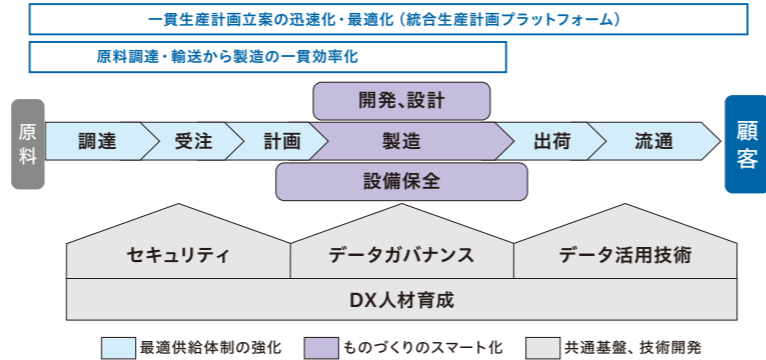 一貫生産計画立案の迅速化・最適化（統合生産計画プラットフォーム）
原料調達・輸送から製造の一貫効率化
開発、設計
原料
調達
受注
計画
製造
出荷
流通
顧客
設備保全
セキュリティ
データガバナンス
データ活用技術
DX人材育成
最適供給体制の強化
ものづくりのスマート化
共通基盤、技術開発